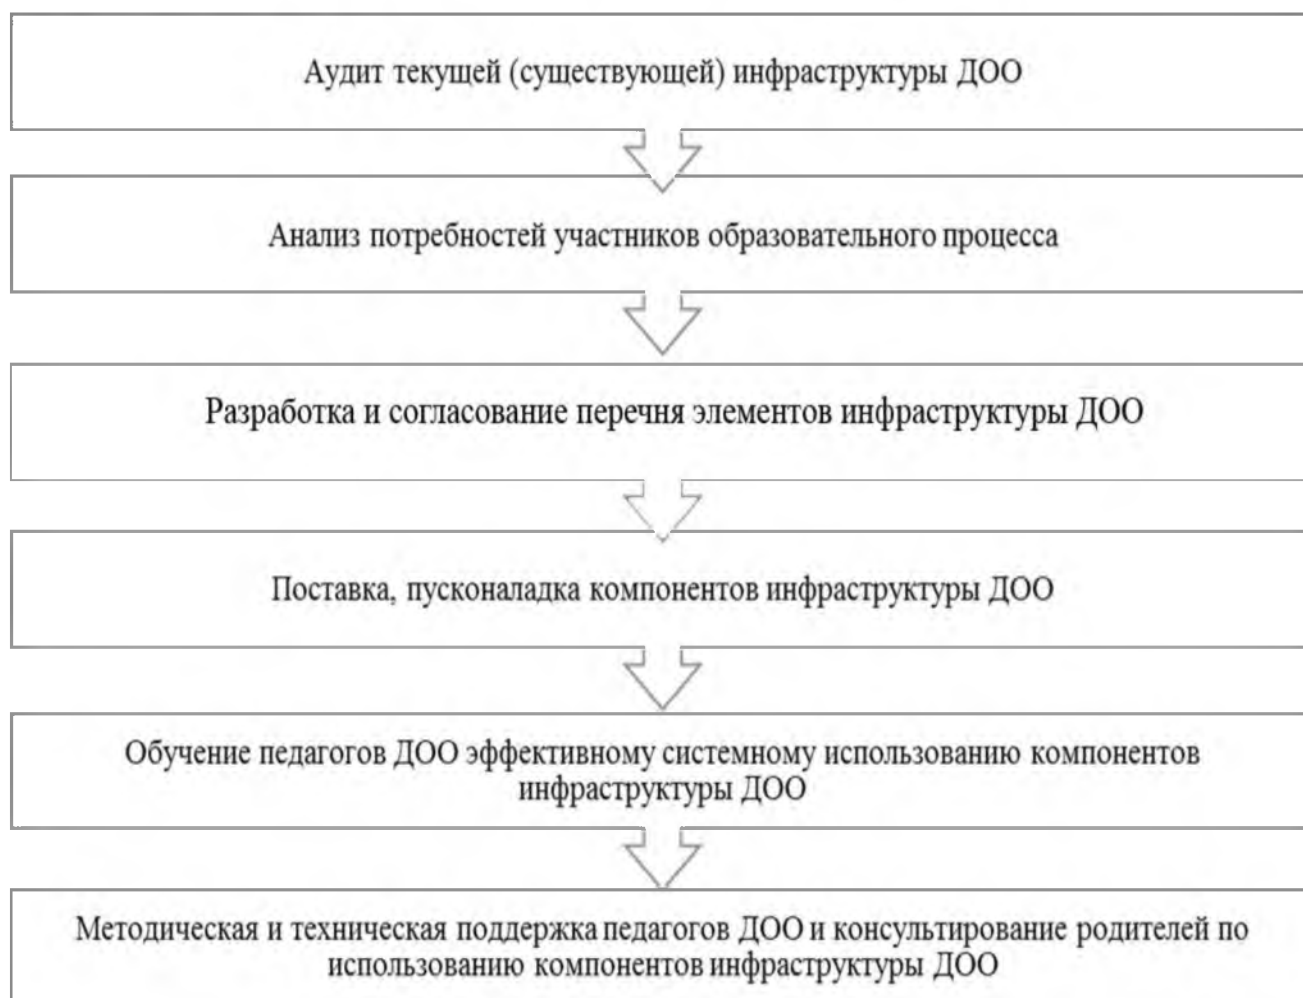 Аудит текущей (существующей) инфраструктуры ДОО
Анализ потребностей участников образовательного процесса
Разработка и согласование перечня элементов инфраструктуры ДОО
Поставка, пусконаладка компонентов инфраструктуры ДОО
Обучение педагогов ДОО эффективному системному использованию компонентов
инфраструктуры ДОО
Методическая и техническая поддержка педагогов ДОО и консультирование родителей по
использованию компонентов инфраструктуры ДОО